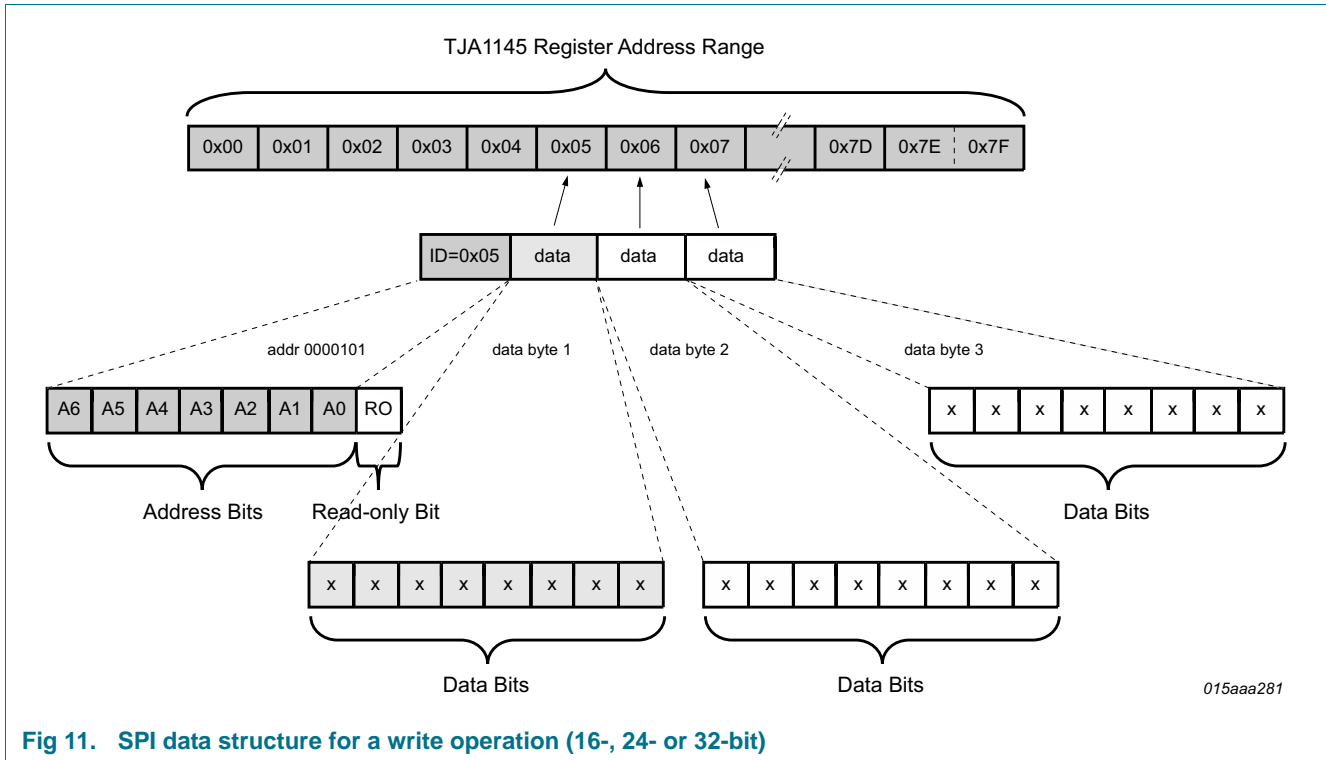 TJA1145 Register Address Range
0x00 0x01 0x02 0x03 0x04 0x05 0x06 0x07 0x7D 0x7E 0x7F
ID=0x05 data data data
addr 0000101 data byte 1 data byte 2 data byte 3
A6 A5 A4 A3 A2 A1 A0 RO x x x x x x x x
Address Bits Read-only Bit Data Bits
x x x x x x x x x x x x x x x x
Data Bits Data Bits
015aaa281
Fig 11. SPI data structure for a write operation (16-, 24- or 32-bit)